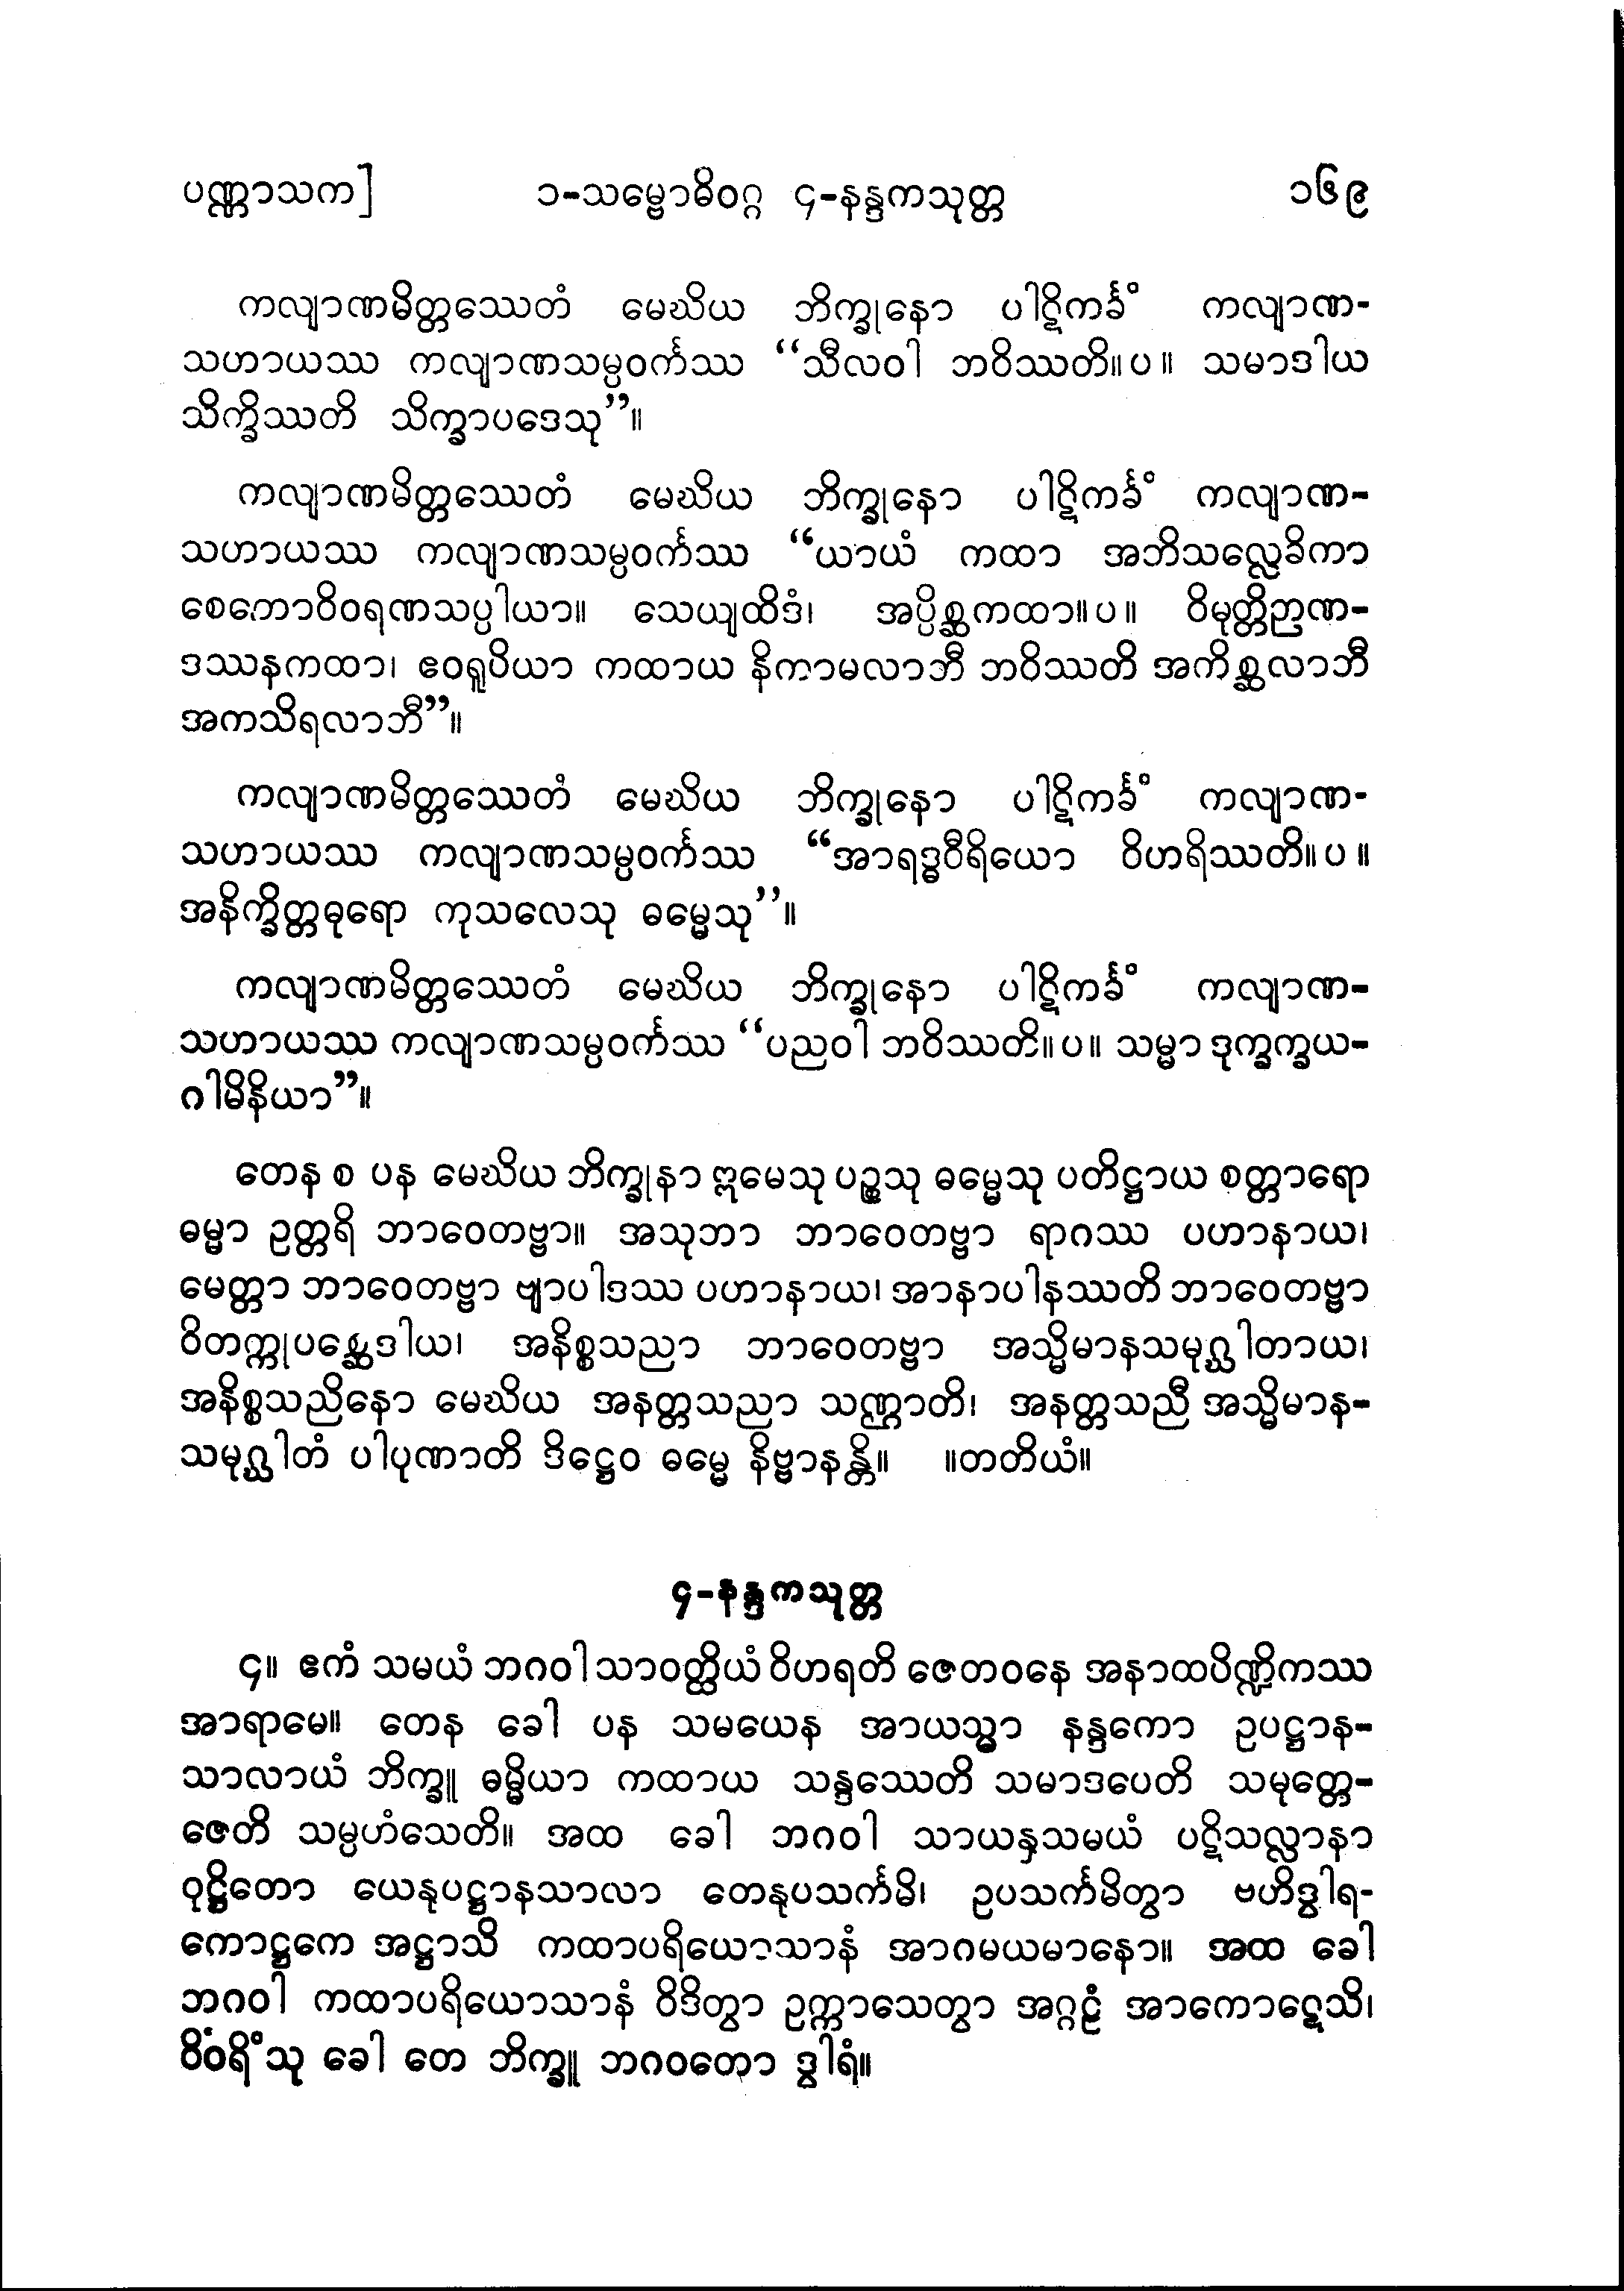 ပဏ္ဏာသက] ၁-သမ္ဗောဓိဝဂ္ဂ ၄-နန္ဒကသုတ္တ ၁၆၉
ကလျာဏမိတ္တဿေတံ မေဃိယ ဘိက္ခုနော ပါဋိကင်္ခံ ကလျာဏ-
သဟာယဿ ကလျာဏသမ္ပဝင်္ကဿ “သီလဝါ ဘဝိဿတိ။ပ။ သမာဒါယ
သိက္ခိဿတိ သိက္ခာပဒေသု”။
ကလျာဏမိတ္တဿေတံ မေဃိယ ဘိက္ခုနော ပါဋိကင်္ခံ ကလျာဏ-
သဟာယဿ ကလျာဏသမ္ပဝင်္ကဿ “ယာယံ ကထာ အဘိသလ္လေခိကာ
စေတောဝိဝရဏသပ္ပါယာ။ သေယျထိဒံ၊ အပ္ပိစ္ဆကထာ။ပ။ ဝိမုတ္တိဉာဏ-
ဒဿနကထာ၊ ဧဝရူပိယာ ကထာယ နိကာမလာဘီ ဘဝိဿတိ အကိစ္ဆလာဘီ
အကသိရလာဘီ”။
ကလျာဏမိတ္တဿေတံ မေဃိယ ဘိက္ခုနော ပါဋိကင်္ခံ ကလျာဏ-
သဟာယဿ ကလျာဏသမ္ပဝင်္ကဿ “အာရဒ္ဓဝီရိယော ဝိဟရိဿတိ။ပ။
အနိက္ခိတ္တဓုရော ကုသလေသု ဓမ္မေသု”။
ကလျာဏမိတ္တဿေတံ မေဃိယ ဘိက္ခုနော ပါဋိကင်္ခံ ကလျာဏ-
သဟာယဿ ကလျာဏသမ္ပဝင်္ကဿ “ပညဝါ ဘဝိဿတိ။ပ။ သမ္မာ ဒုက္ခက္ခယ-
ဂါမိနိယာ”။
တေန စ ပန မေဃိယ ဘိက္ခုနာ ဣမေသု ပဉ္စသု ဓမ္မေသု ပတိဋ္ဌာယ စတ္တာရော
ဓမ္မာ ဥတ္တရိ ဘာဝေတဗ္ဗာ။ အသုဘာ ဘာဝေတဗ္ဗာ ရာဂဿ ပဟာနာယ၊
မေတ္တာ ဘာဝေတဗ္ဗာ ဗျာပါဒဿ ပဟာနာယ၊ အာနာပါနဿတိ ဘာဝေတဗ္ဗာ
ဝိတက္ကုပစ္ဆေဒါယ၊ အနိစ္စသညာ ဘာဝေတဗ္ဗာ အသ္မိမာနသမုဂ္ဃါတာယ၊
အနိစ္စသညိနော မေဃိယ အနတ္တသညာ သဏ္ဌာတိ၊ အနတ္တသညီ အသ္မိမာန-
သမုဂ္ဃါတံ ပါပုဏာတိ ဒိဋ္ဌေဝ ဓမ္မေ နိဗ္ဗာနန္တိ။ ။တတိယံ။
၄-နန္ဒကသုတ္တ
၄။ ဧကံ သမယံ ဘဂဝါ သာဝတ္ထိယံ ဝိဟရတိ ဇေတဝနေ အနာထပိဏ္ဍိကဿ
အာရာမေ။ တေန ခေါ ပန သမယေန အာယသ္မာ နန္ဒကော ဥပဋ္ဌာန-
သာလာယံ ဘိက္ခူ ဓမ္မိယာ ကထာယ သန္ဒဿေတိ သမာဒပေတိ သမုတ္တေ-
ဇေတိ သမ္ပဟံသေတိ။ အထ ခေါ ဘဂဝါ သာယနှသမယံ ပဋိသလ္လာနာ
ဝုဋ္ဌိတော ယေနုပဋ္ဌာနသာလာ တေနုပသင်္ကမိ၊ ဥပသင်္ကမိတွာ ဗဟိဒွါရ-
ကောဋ္ဌကေ အဋ္ဌာသိ ကထာပရိယောသာနံ အာဂမယမာနော။ အထ ခေါ
ဘဂဝါ ကထာပရိယောသာနံ ဝိဒိတွာ ဥက္ကာသေတွာ အဂ္ဂဠံ အာကောဋေသိ၊
ဝိဝရိံသု ခေါ တေ ဘိက္ခူ ဘဂဝတော ဒွါရံ။